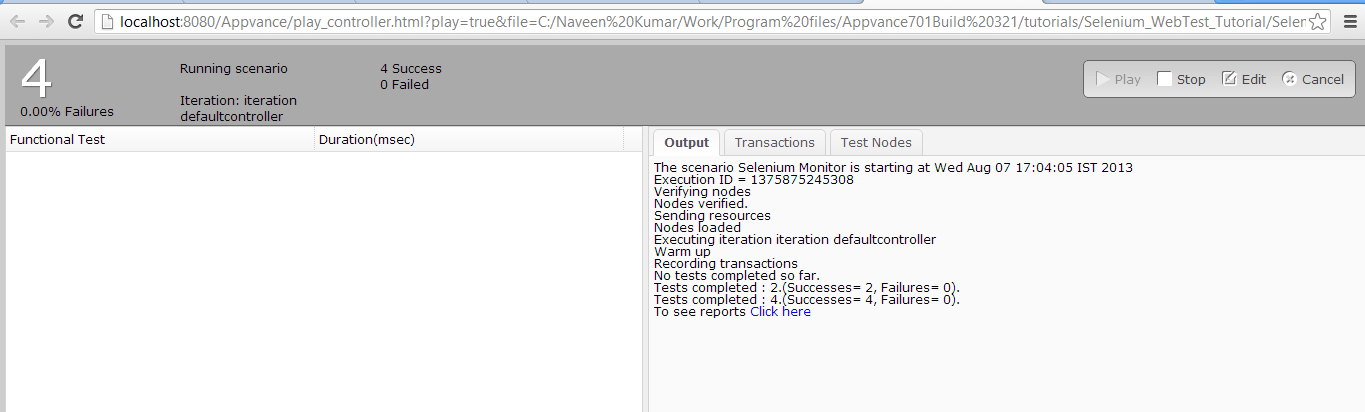 localhost:8080/Appvance/play_controller.html?play=true&file=C:/Naveen%20Kumar/Work/Program%20files/Appvance701Build%20321/tutorials/Selenium_WebTest_Tutorial/Selen
4
0.00% Failures
Running scenario
Iteration: iteration
defaultcontroller
4 Success
0 Failed
Play Stop Edit Cancel
Functional Test Duration(msec)
Output Transactions Test Nodes
The scenario Selenium Monitor is starting at Wed Aug 07 17:04:05 IST 2013
Execution ID = 1375875245308
Verifying nodes
Nodes verified.
Sending resources
Nodes loaded
Executing iteration iteration defaultcontroller
Warm up
Recording transactions
No tests completed so far.
Tests completed : 2.(Successes= 2, Failures= 0).
Tests completed : 4.(Successes= 4, Failures= 0).
To see reports Click here